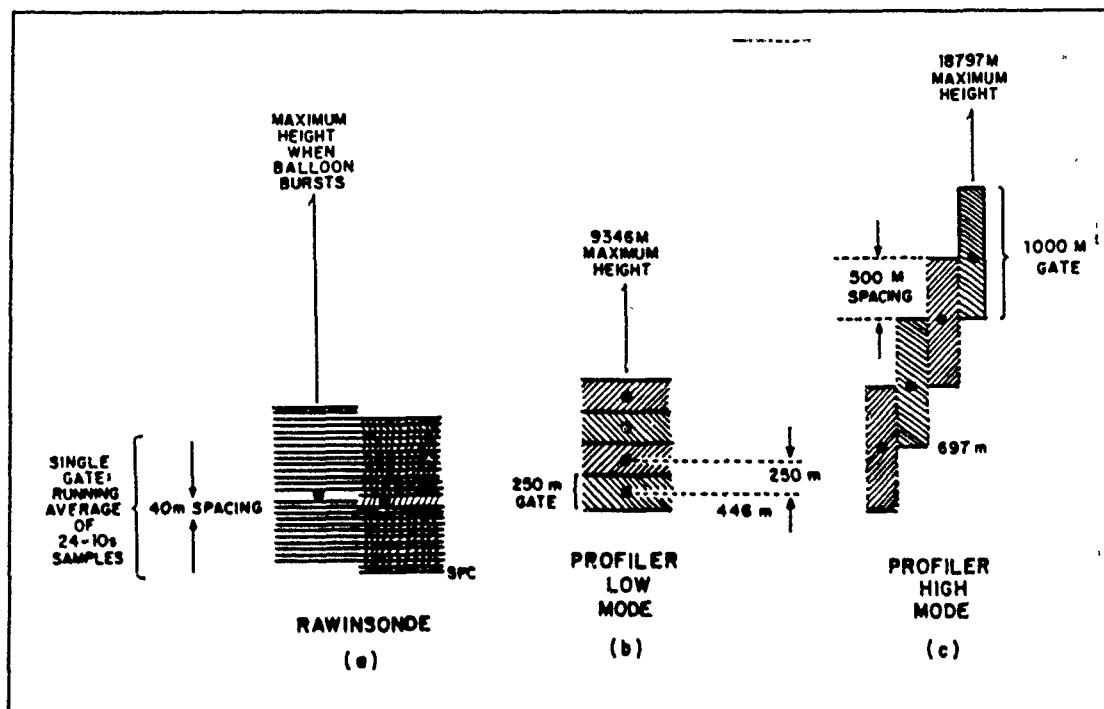 MAXIMUM
HEIGHT
WHEN
BALLOON
BURSTS
SINGLE
GATE:
RUNNING
AVERAGE
OF
24-10s
SAMPLES
40m SPACING
SFC
RAWINSONDE
(a)
9346M
MAXIMUM
HEIGHT
250 m
GATE
250 m
446 m
PROFILER
LOW
MODE
(b)
18797M
MAXIMUM
HEIGHT
500 M
SPACING
1000 M
GATE
697 m
PROFILER
HIGH
MODE
(c)